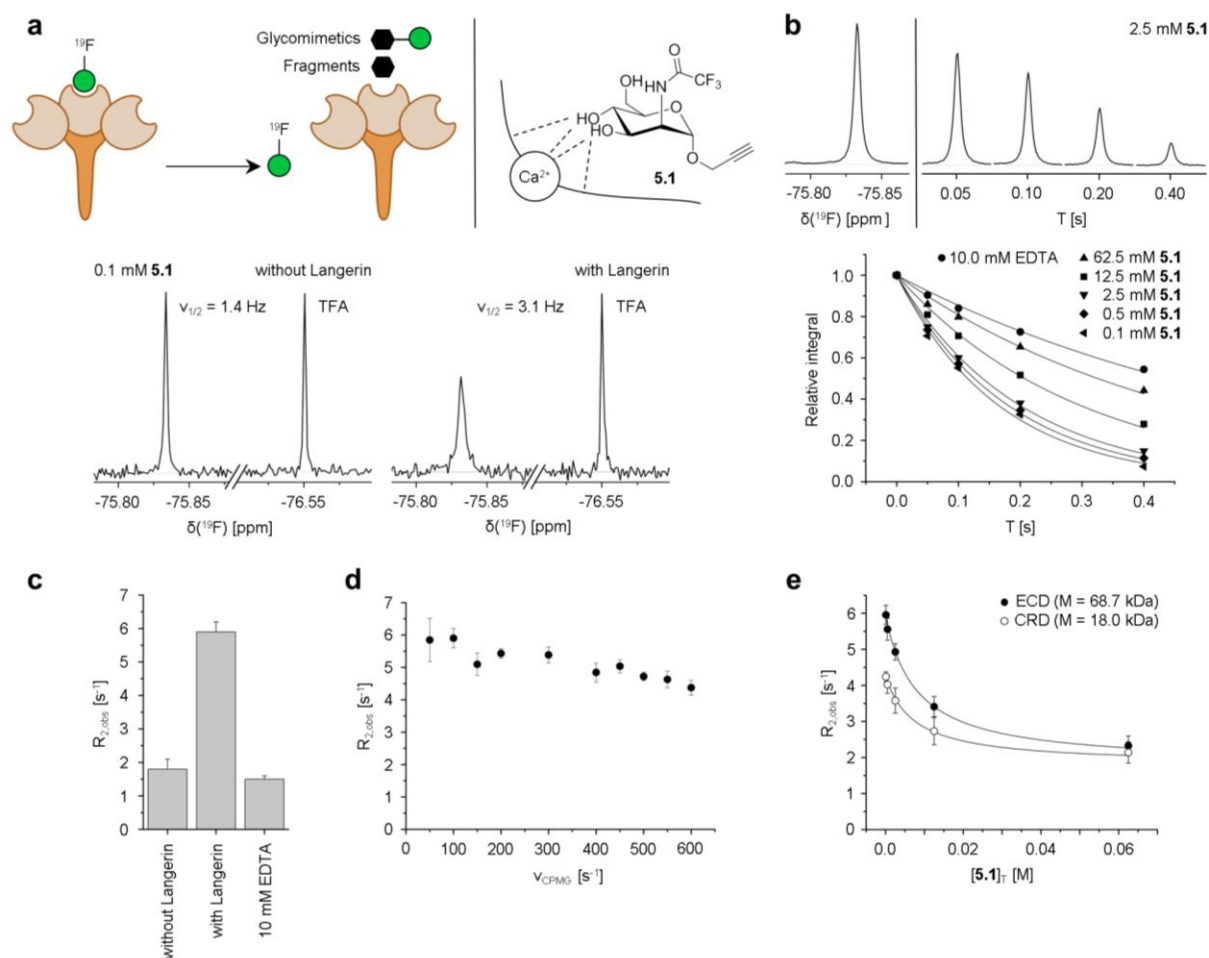 a
¹⁹F
Glycomimetics
Fragments
¹⁹F
O
OH
HN
CF₃
HO
O
HO
O
Ca²⁺
5.1
0.1 mM 5.1
without Langerin
with Langerin
ν₁/₂ = 1.4 Hz
TFA
ν₁/₂ = 3.1 Hz
TFA
-75.80 -75.85 -76.55
-75.80 -75.85 -76.55
δ(¹⁹F) [ppm]
δ(¹⁹F) [ppm]
b
2.5 mM 5.1
-75.80 -75.85
0.05 0.10 0.20 0.40
δ(¹⁹F) [ppm]
T [s]
10.0 mM EDTA
62.5 mM 5.1
12.5 mM 5.1
2.5 mM 5.1
0.5 mM 5.1
0.1 mM 5.1
Relative integral
1.0
0.8
0.6
0.4
0.2
0.0
0.0 0.1 0.2 0.3 0.4
T [s]
c
R₂,obs [s⁻¹]
7
6
5
4
3
2
1
0
without Langerin
with Langerin
10 mM EDTA
d
R₂,obs [s⁻¹]
7
6
5
4
3
2
1
0
0 100 200 300 400 500 600
νCPMG [s⁻¹]
e
ECD (M = 68.7 kDa)
CRD (M = 18.0 kDa)
R₂,obs [s⁻¹]
6
5
4
3
2
1
0
0.0 0.02 0.04 0.06
[5.1]T [M]